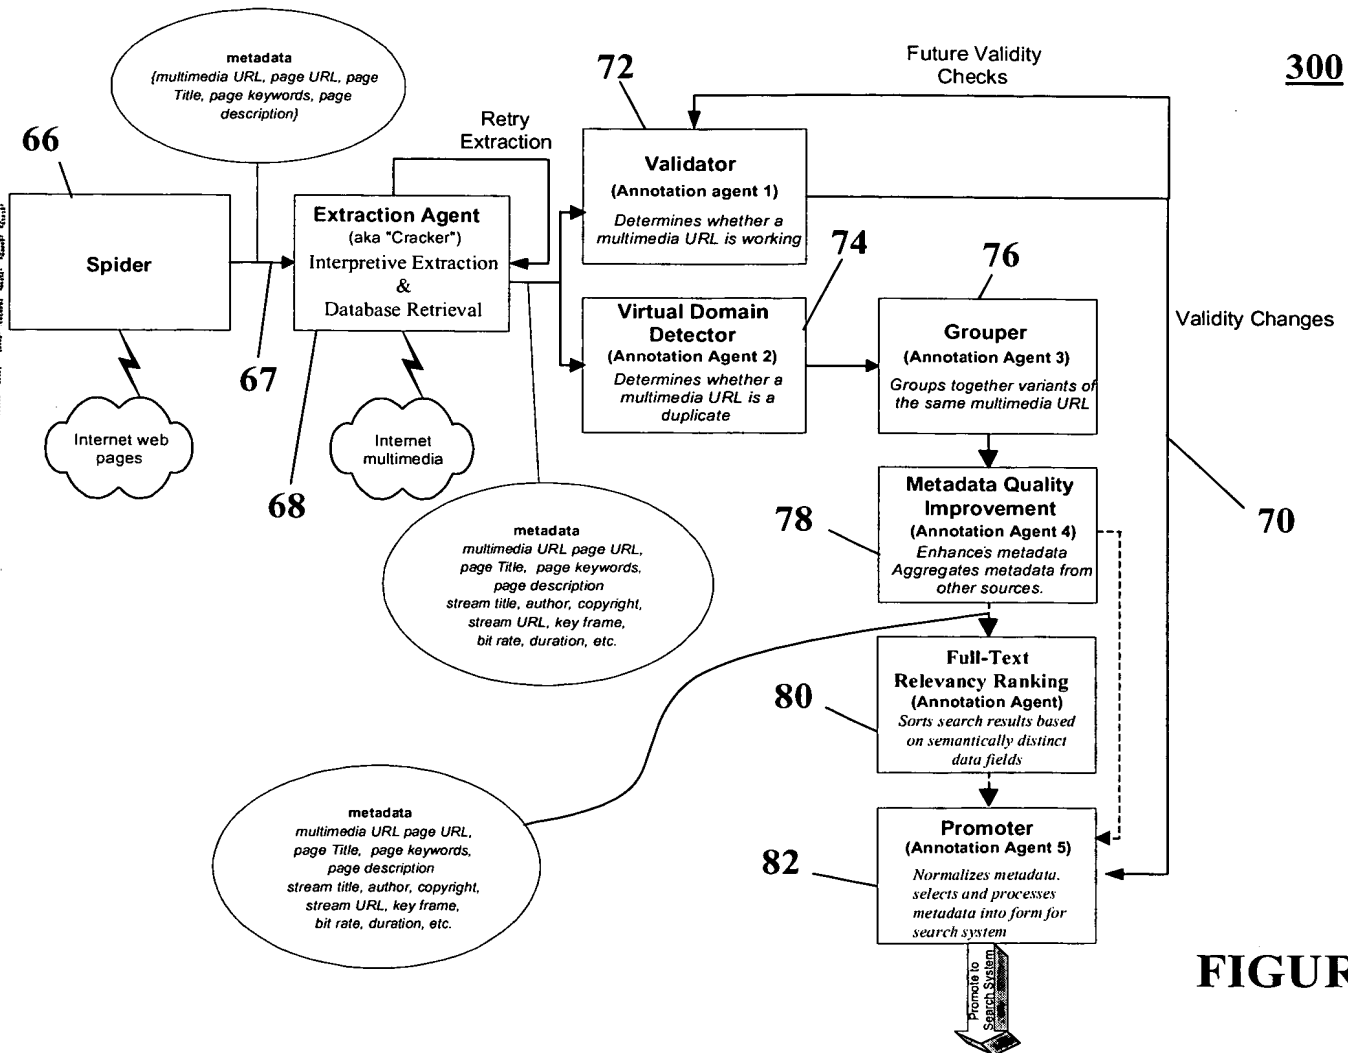 metadata
{multimedia URL, page URL, page
Title, page keywords, page
description}
72
Future Validity
Checks
300
66
Retry
Extraction
Spider
Extraction Agent
(aka "Cracker")
Interpretive Extraction
&
Database Retrieval
Validator
(Annotation agent 1)
Determines whether a
multimedia URL is working
74
76
Virtual Domain
Detector
(Annotation Agent 2)
Determines whether a
multimedia URL is a
duplicate
Grouper
(Annotation Agent 3)
Groups together variants of
the same multimedia URL
Validity Changes
67
Internet web
pages
Internet
multimedia
68
78
Metadata Quality
Improvement
(Annotation Agent 4)
Enhance's metadata
Aggregates metadata from
other sources.
70
metadata
multimedia URL page URL,
page Title, page keywords,
page description
stream title, author, copyright,
stream URL, key frame,
bit rate, duration, etc.
80
Full-Text
Relevancy Ranking
(Annotation Agent)
Sorts search results based
on semantically distinct
data fields
metadata
multimedia URL page URL,
page Title, page keywords,
page description
stream title, author, copyright,
stream URL, key frame,
bit rate, duration, etc.
82
Promoter
(Annotation Agent 5)
Normalizes metadata.
selects and processes
metadata into form for
search system
Promote to
Search System
FIGUR